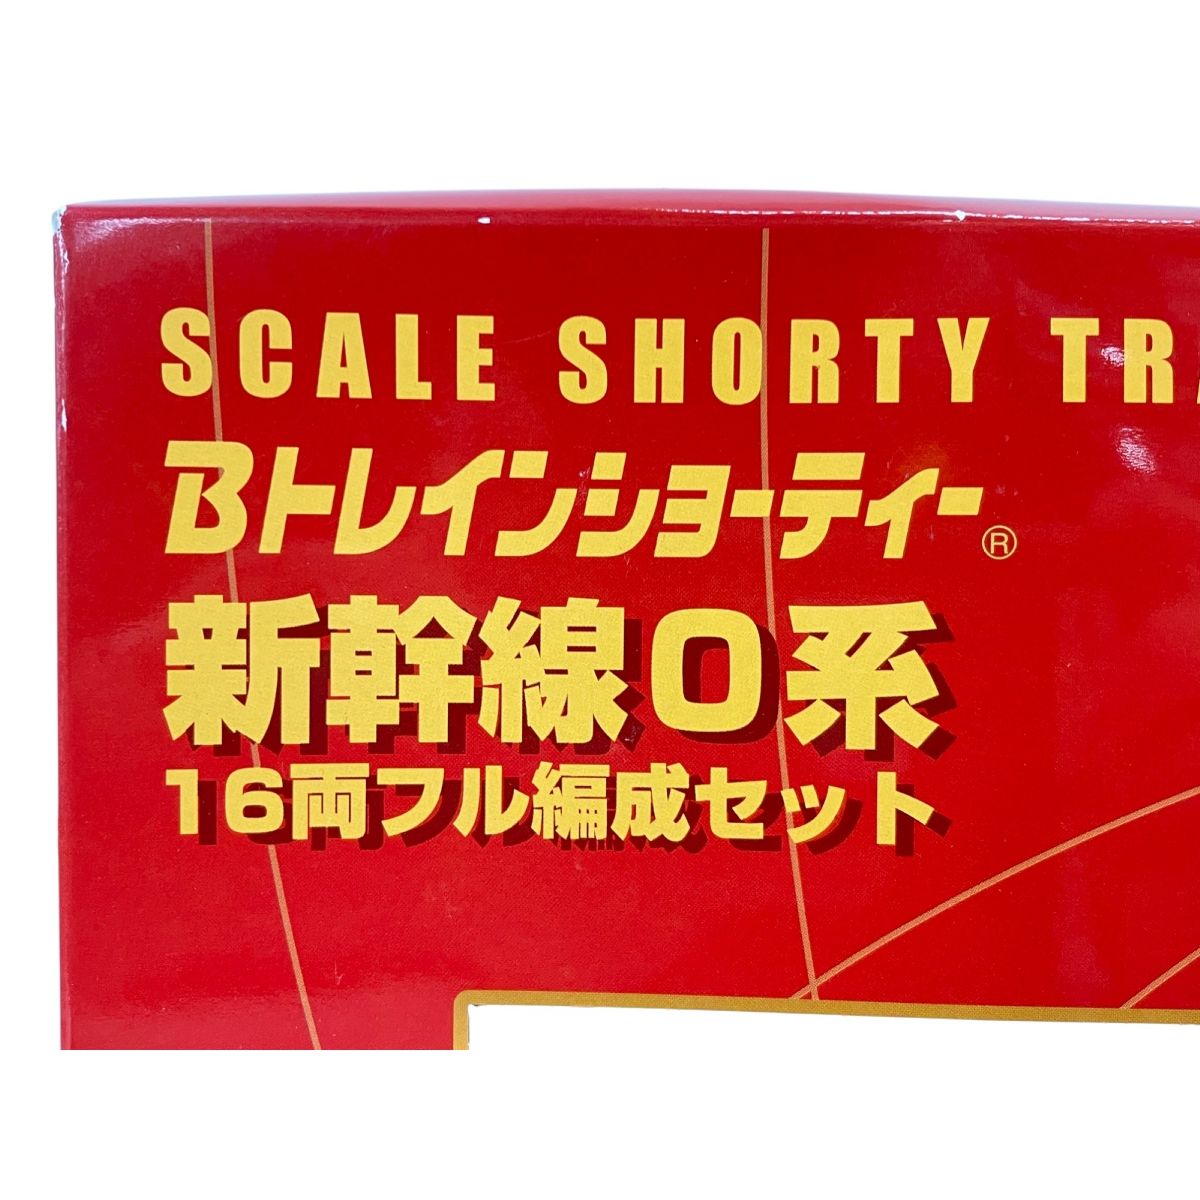 SCALE SHORTY TRA
Bトレインショーティー®
新幹線0系
16両フル編成セット